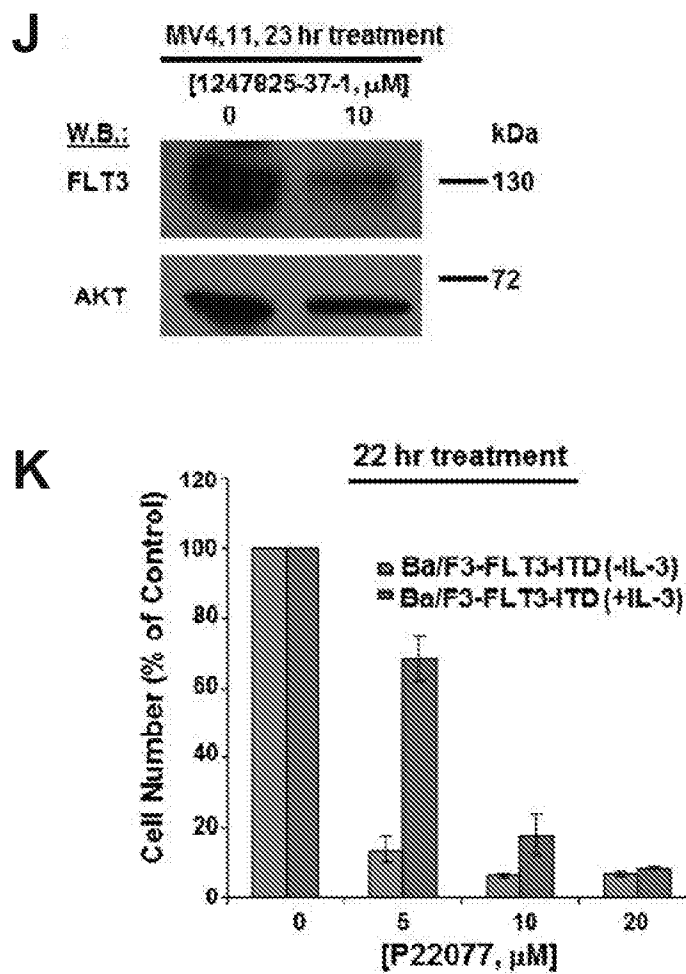 J
MV4,11, 23 hr treatment
[1247825-37-1, μM]
W.B.: 0 10 kDa
FLT3 130
AKT 72
K
22 hr treatment
Ba/F3-FLT3-ITD (-IL-3)
Ba/F3-FLT3-ITD (+IL-3)
Cell Number (% of Control)
120
100
80
60
40
20
0
0 5 10 20
[P22077, μM]